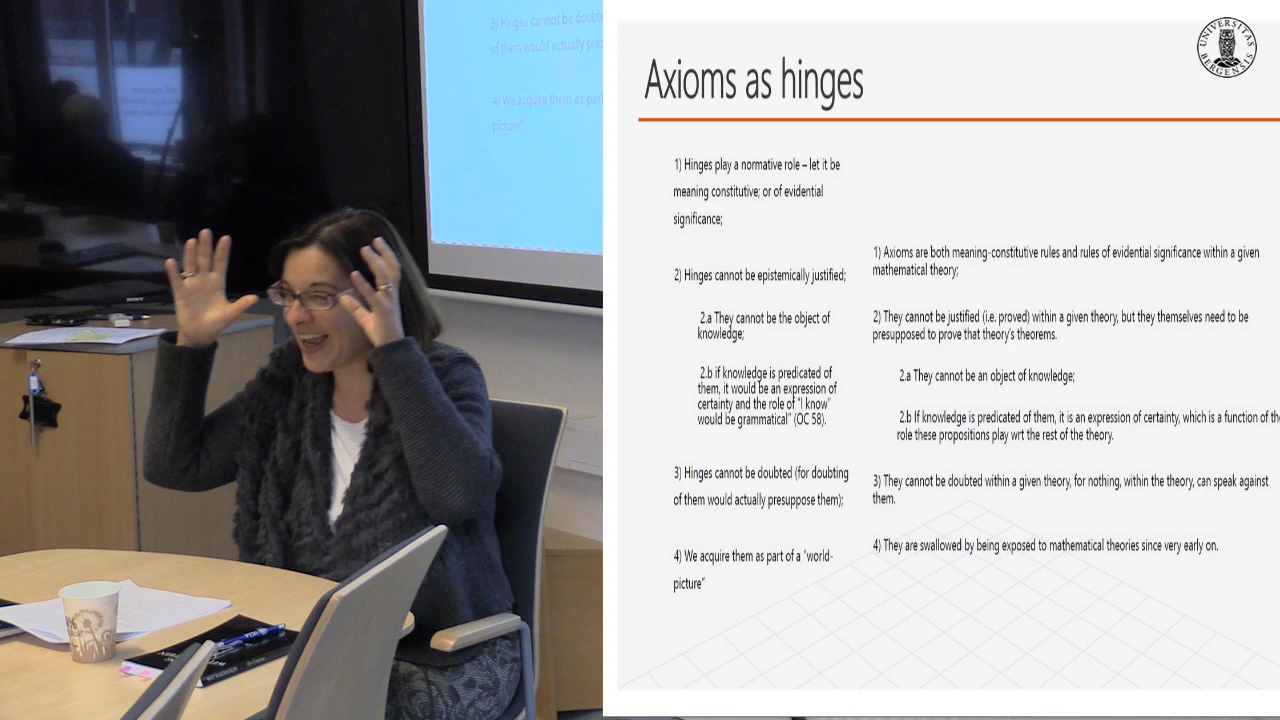 3) Hinges cannot be doubte
of them would actually pres
4) We acquire them as part
picture"
SONY
UNIVERSITAS
BERGENSIS
Axioms as hinges
1) Hinges play a normative role – let it be
meaning constitutive; or of evidential
significance;
2) Hinges cannot be epistemically justified;
2.a They cannot be the object of
knowledge;
2.b if knowledge is predicated of
them, it would be an expression of
certainty and the role of "I know"
would be grammatical" (OC 58).
3) Hinges cannot be doubted (for doubting
of them would actually presuppose them);
4) We acquire them as part of a "world-
picture"
1) Axioms are both meaning-constitutive rules and rules of evidential significance within a given
mathematical theory;
2) They cannot be justified (i.e. proved) within a given theory, but they themselves need to be
presupposed to prove that theory's theorems.
2.a They cannot be an object of knowledge;
2.b If knowledge is predicated of them, it is an expression of certainty, which is a function of the
role these propositions play wrt the rest of the theory.
3) They cannot be doubted within a given theory, for nothing, within the theory, can speak against
them.
4) They are swallowed by being exposed to mathematical theories since very early on.